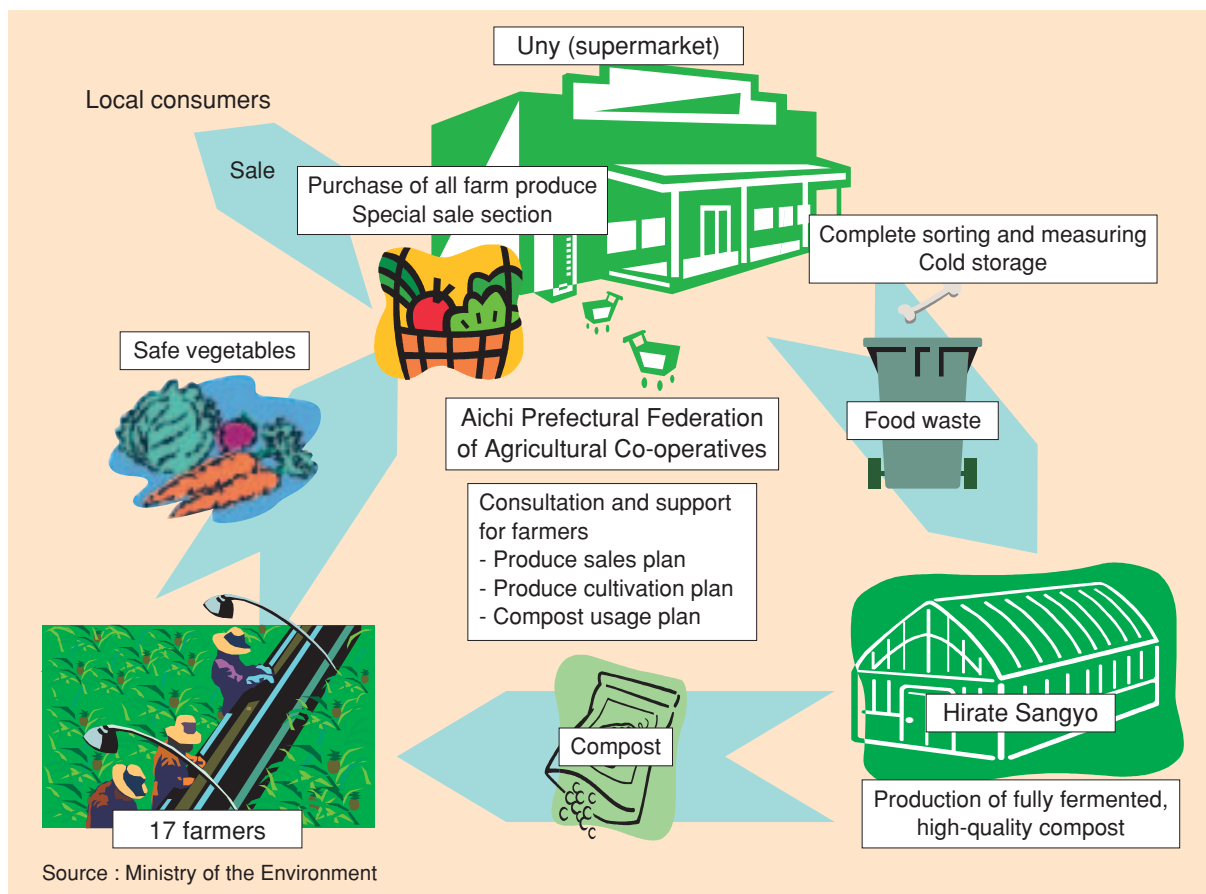 Uny (supermarket)
Local consumers
Sale
Purchase of all farm produce
Special sale section
Complete sorting and measuring
Cold storage
Safe vegetables
Food waste
Aichi Prefectural Federation
of Agricultural Co-operatives
Consultation and support
for farmers
- Produce sales plan
- Produce cultivation plan
- Compost usage plan
Hirate Sangyo
Compost
Production of fully fermented,
high-quality compost
17 farmers
Source : Ministry of the Environment